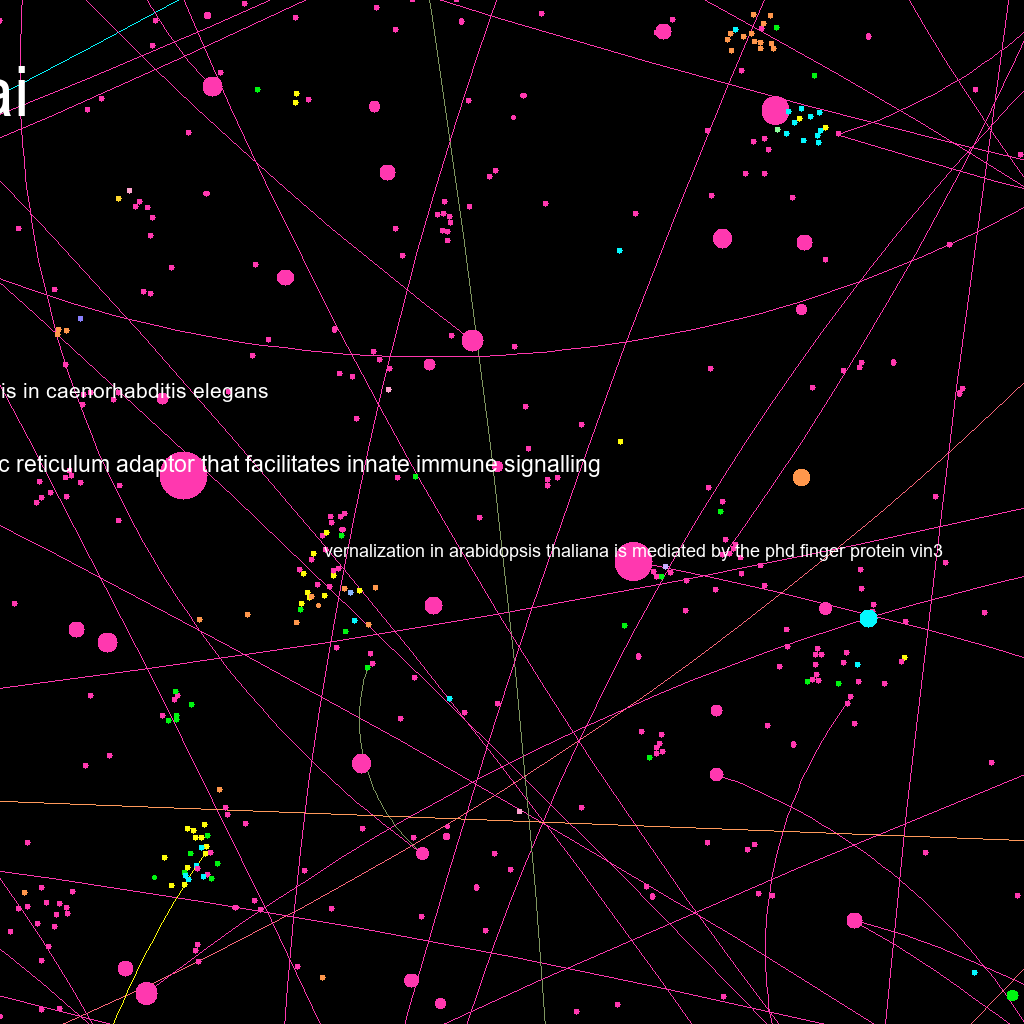 ai
is in caenorhabditis elegans
c reticulum adaptor that facilitates innate immune signalling
vernalization in arabidopsis thaliana is mediated by the phd finger protein vin3